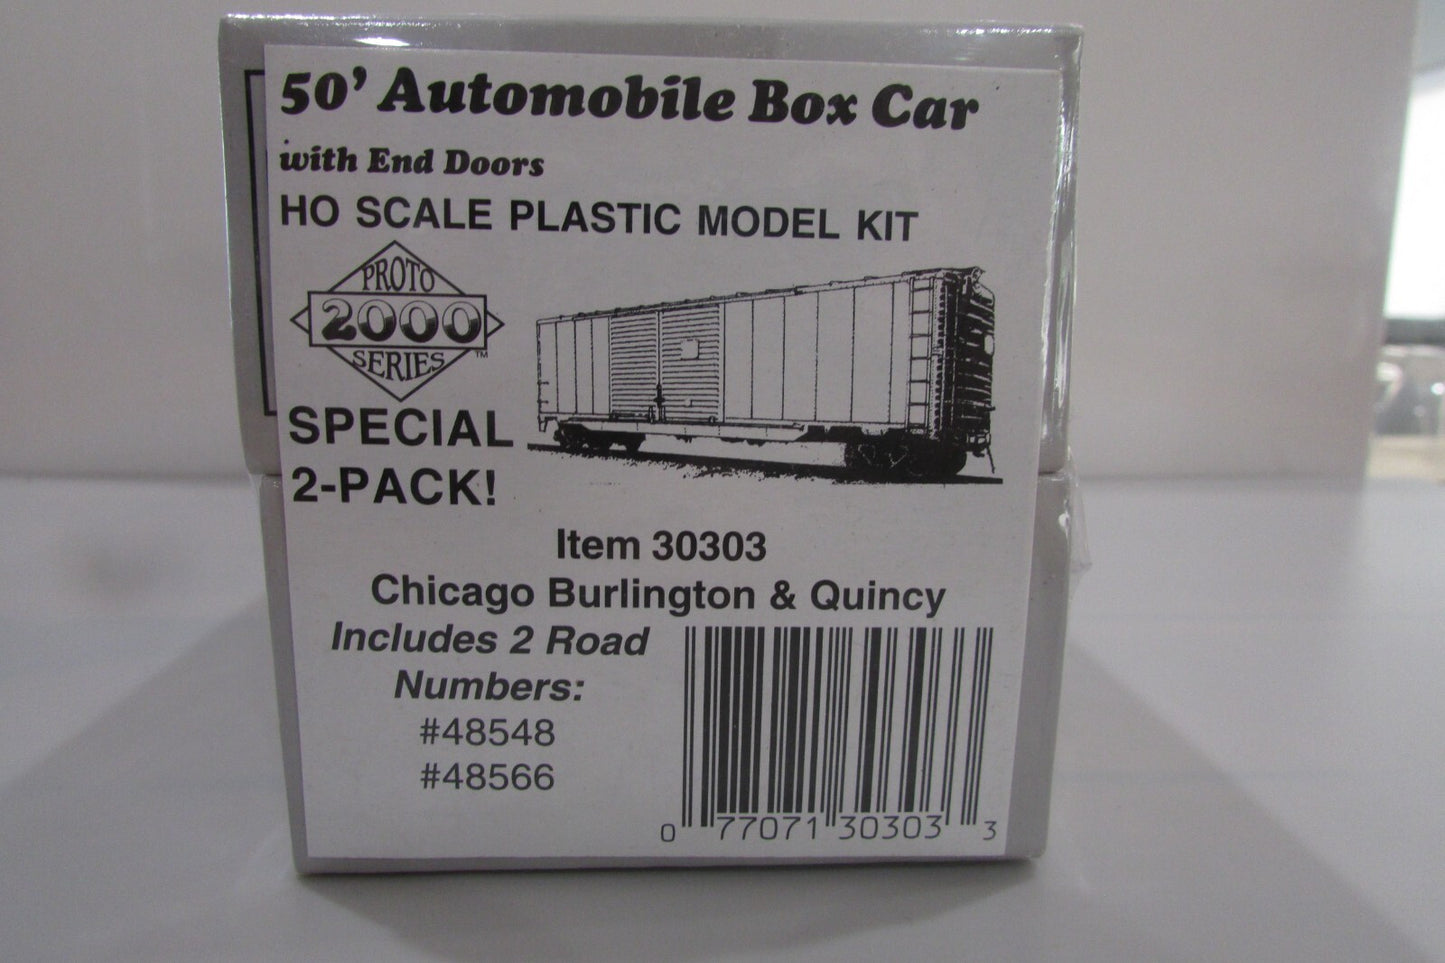 50' Automobile Box Car
with End Doors
HO SCALE PLASTIC MODEL KIT
PROTO
2000
SERIES™
SPECIAL
2-PACK!
Item 30303
Chicago Burlington & Quincy
Includes 2 Road
Numbers:
#48548
#48566
0 77071 30303 3